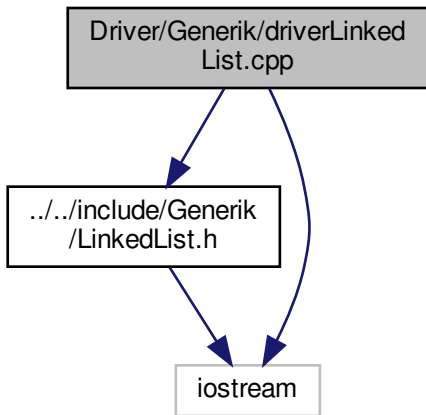 Driver/Generik/driverLinked
List.cpp
../../include/Generik
/LinkedList.h
iostream